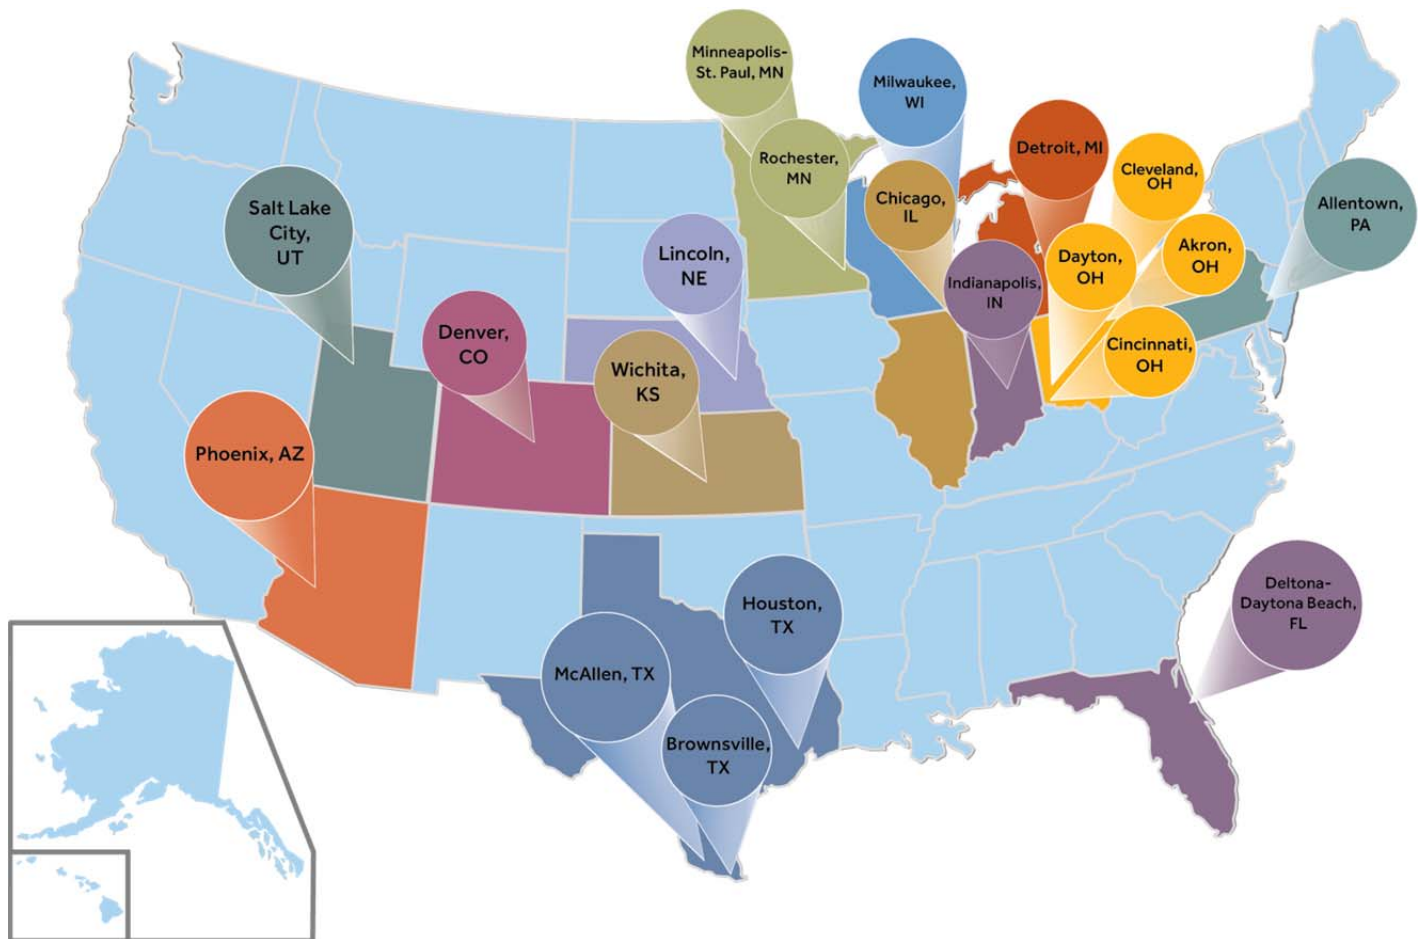 Minneapolis-
St. Paul, MN
Milwaukee,
WI
Rochester,
MN
Detroit, MI
Cleveland,
OH
Chicago,
IL
Allentown,
PA
Salt Lake
City,
UT
Lincoln,
NE
Dayton,
OH
Akron,
OH
Indianapolis,
IN
Denver,
CO
Cincinnati,
OH
Wichita,
KS
Phoenix, AZ
Houston,
TX
Deltona-
Daytona Beach,
FL
McAllen, TX
Brownsville,
TX